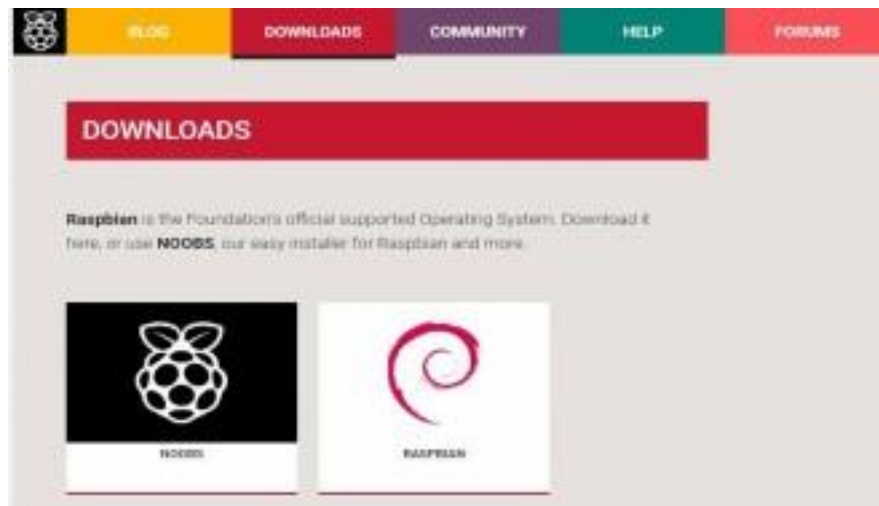 BLOG DOWNLOADS COMMUNITY HELP FORUMS
DOWNLOADS
Raspbian is the Foundation's official supported Operating System. Download it
here, or use NOOBS, our easy installer for Raspbian and more.
NOOBS RASPBIAN